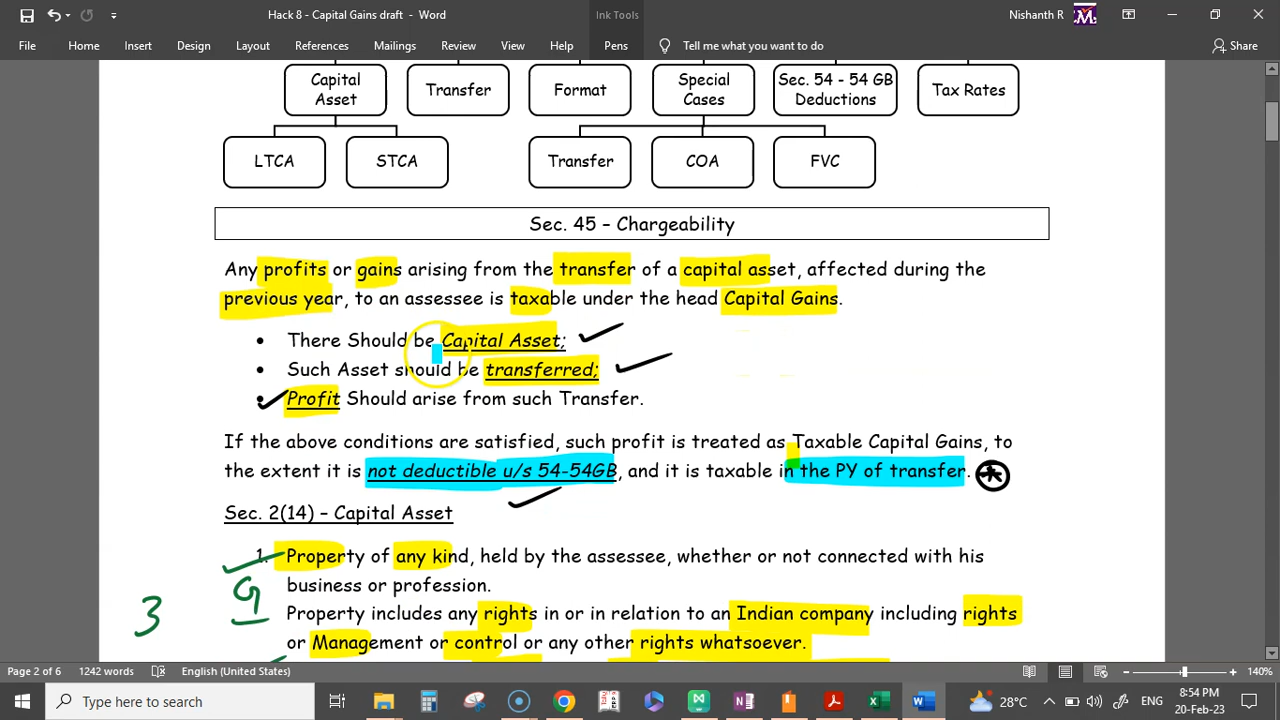 Hack 8 - Capital Gains draft - Word
Ink Tools
Nishanth R
File Home Insert Design Layout References Mailings Review View Help Pens Tell me what you want to do Share
Capital Asset
Transfer
Format
Special Cases
Sec. 54 - 54 GB Deductions
Tax Rates
LTCA
STCA
Transfer
COA
FVC
Sec. 45 – Chargeability
Any profits or gains arising from the transfer of a capital asset, affected during the
previous year, to an assessee is taxable under the head Capital Gains.
• There Should be Capital Asset;
• Such Asset should be transferred;
• Profit Should arise from such Transfer.
If the above conditions are satisfied, such profit is treated as Taxable Capital Gains, to
the extent it is not deductible u/s 54-54GB, and it is taxable in the PY of transfer.
Sec. 2(14) – Capital Asset
1. Property of any kind, held by the assessee, whether or not connected with his
business or profession.
Property includes any rights in or in relation to an Indian company including rights
or Management or control or any other rights whatsoever.
3
9
Page 2 of 6 1242 words English (United States) 140%
Type here to search
28°C
ENG
8:54 PM
20-Feb-23